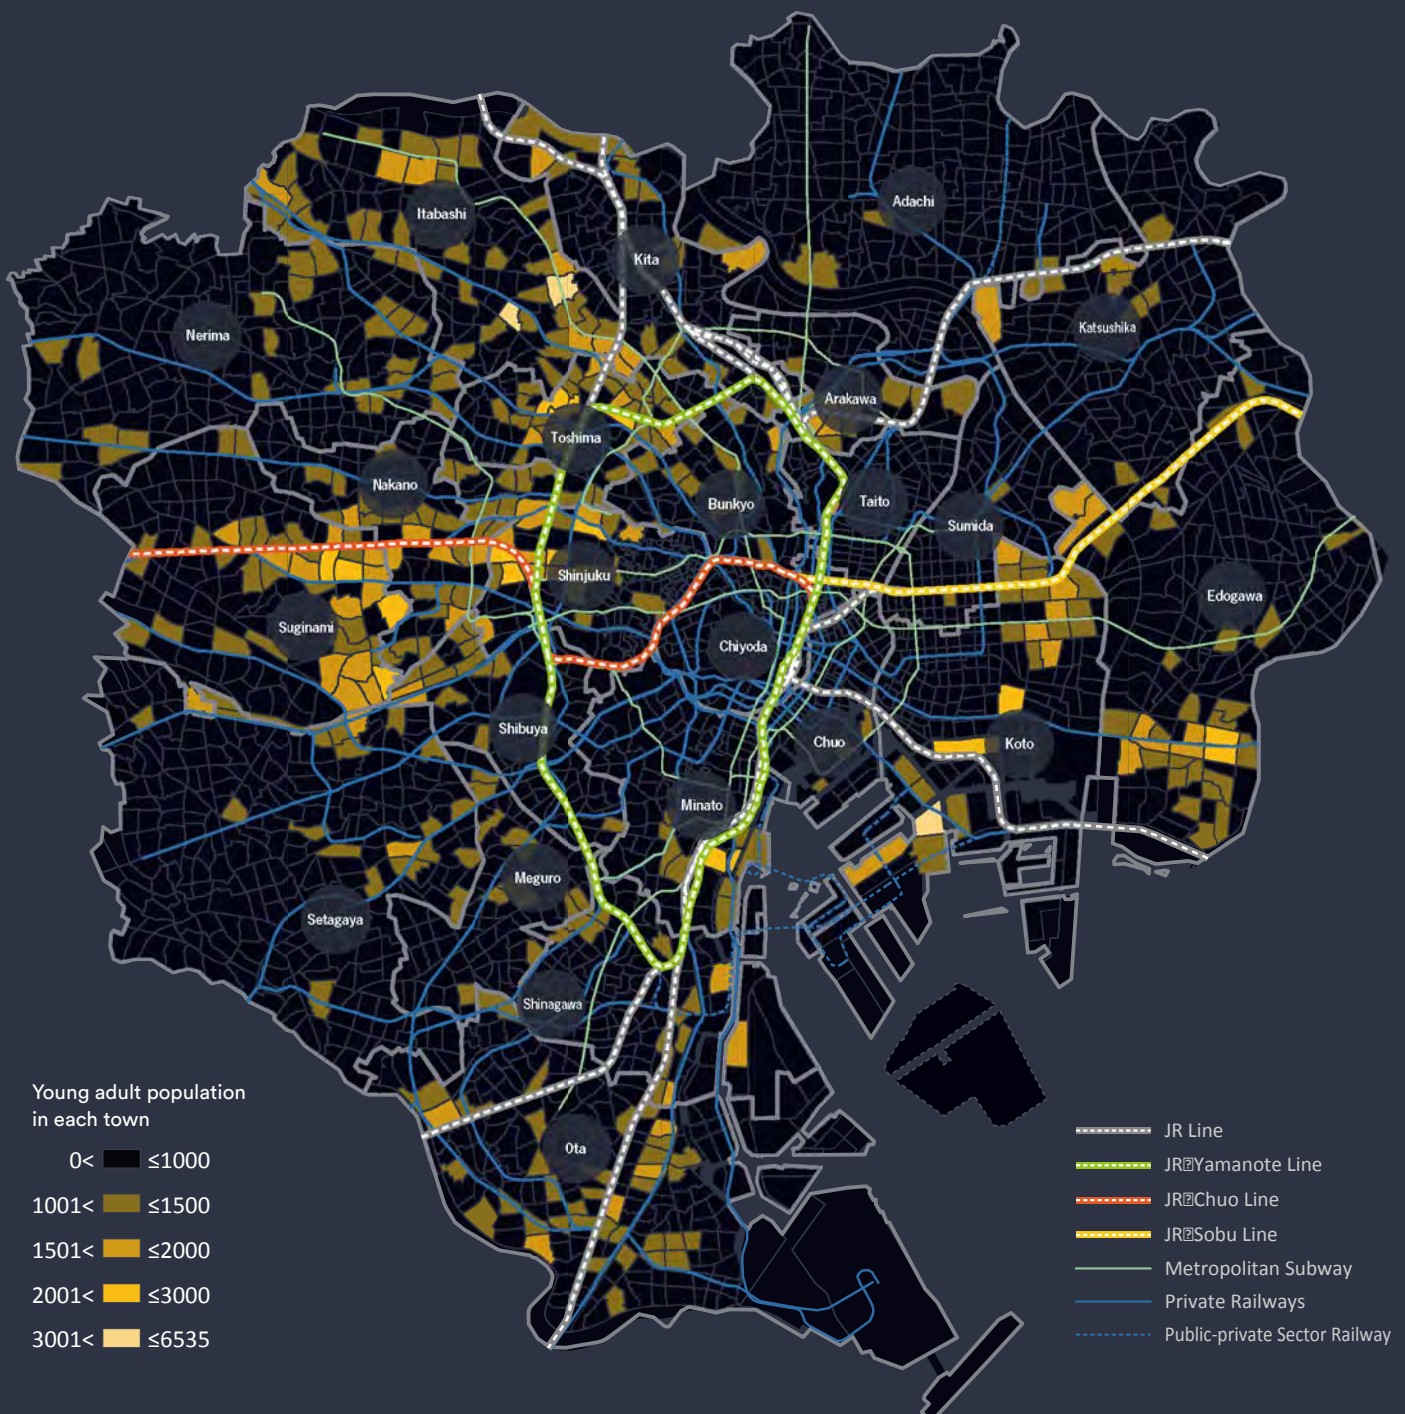 Adachi
Itabashi
Kita
Nerima
Katsushika
Arakawa
Toshima
Nakano
Bunkyo
Taito
Sumida
Shinjuku
Edogawa
Suginami
Chiyoda
Shibuya
Chuo
Koto
Minato
Meguro
Setagaya
Shinagawa
Ota
Young adult population
in each town
0< ≤1000
1001< ≤1500
1501< ≤2000
2001< ≤3000
3001< ≤6535
JR Line
JR⍰Yamanote Line
JR⍰Chuo Line
JR⍰Sobu Line
Metropolitan Subway
Private Railways
Public-private Sector Railway